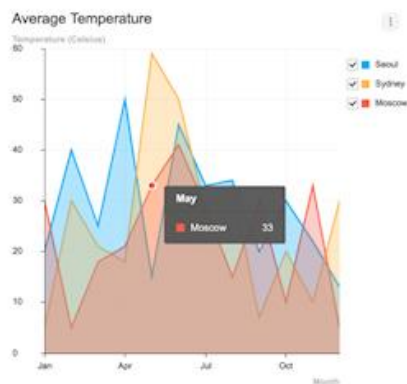 Average Temperature
Temperature (Celsius)
60
50
40
30
20
10
0
Jan
Apr
Jul
Oct
Month
Seoul
Sydney
Moscow
May
Moscow 33